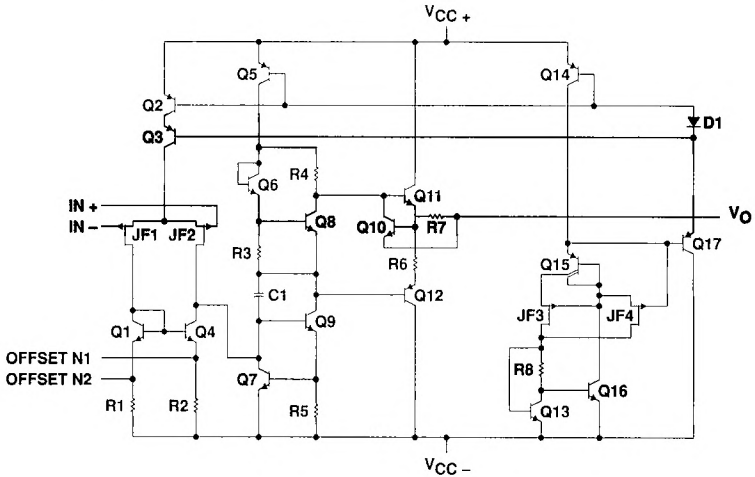 VCC+
Q5
Q14
Q2
D1
Q3
Q6
R4
Q11
IN +
IN −
JF1
JF2
Q8
Q10
R7
VO
Q17
R3
R6
Q15
C1
Q12
JF3
JF4
Q1
Q4
Q9
OFFSET N1
OFFSET N2
Q7
R8
Q16
R1
R2
R5
Q13
VCC−